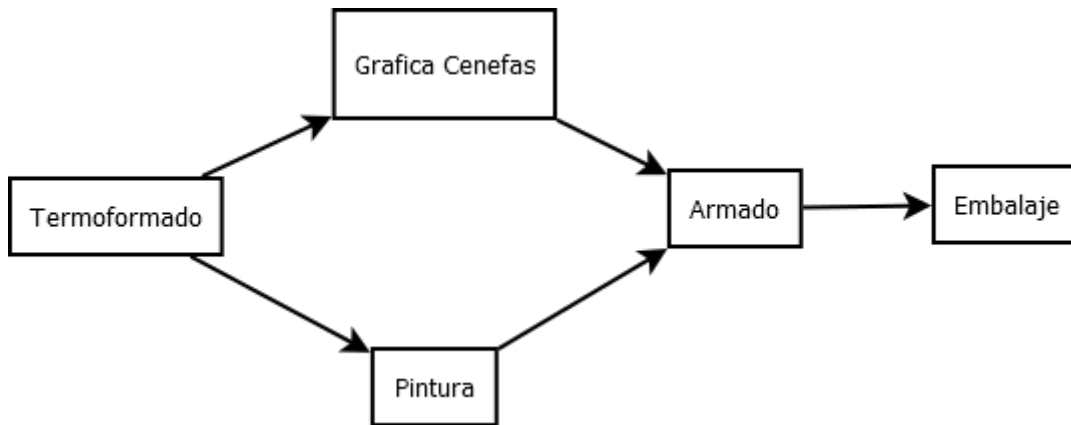 Grafica Cenefas
Termoformado
Armado
Embalaje
Pintura